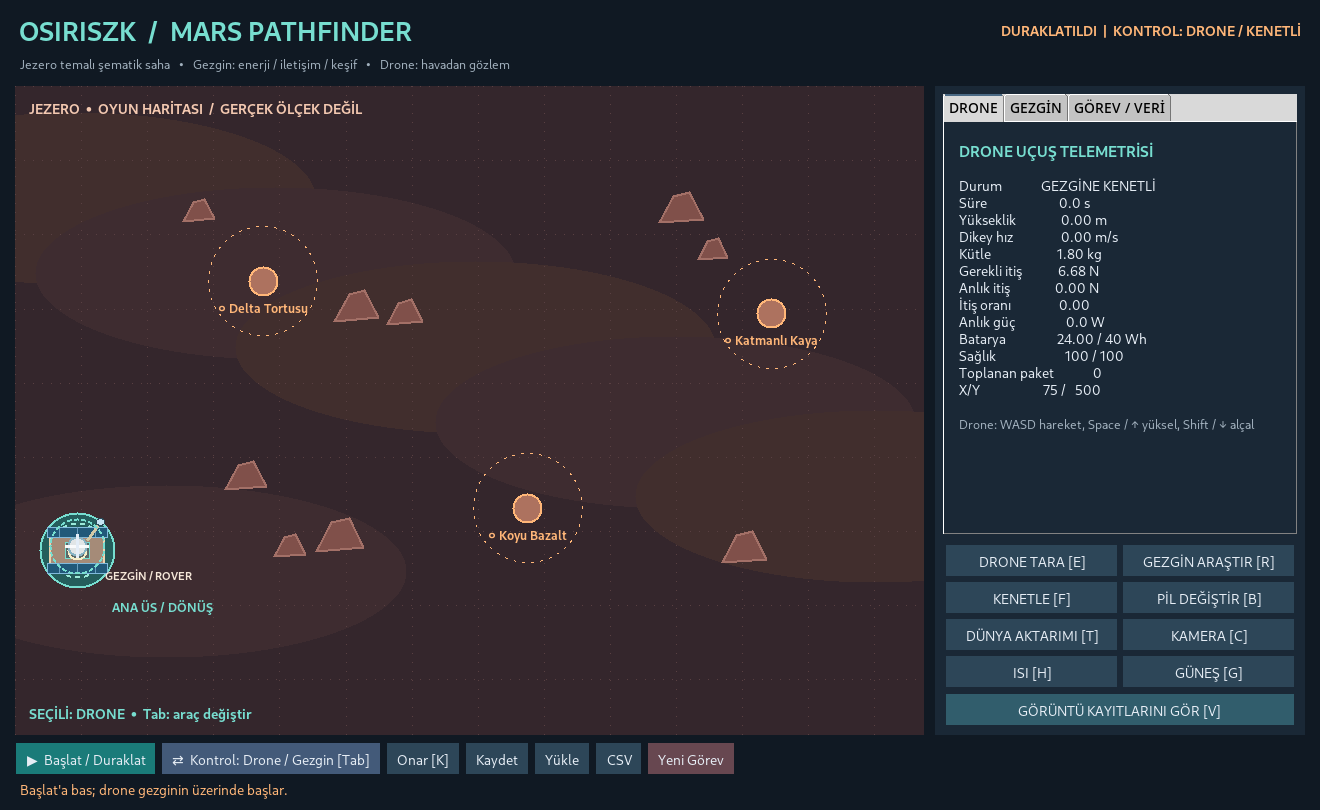 OSIRISZK / MARS PATHFINDER
DURAKLATILDI | KONTROL: DRONE / KENETLİ
Jezero temalı şematik saha • Gezgin: enerji / iletişim / keşif • Drone: havadan gözlem
JEZERO • OYUN HARİTASI / GERÇEK ÖLÇEK DEĞİL
Delta Tortusu
Katmanlı Kaya
Koyu Bazalt
GEZGİN / ROVER
ANA ÜS / DÖNÜŞ
SEÇİLİ: DRONE • Tab: araç değiştir
DRONE GEZGİN GÖREV / VERİ
DRONE UÇUŞ TELEMETRİSİ
Durum GEZGİNE KENETLİ
Süre 0.0 s
Yükseklik 0.00 m
Dikey hız 0.00 m/s
Kütle 1.80 kg
Gerekli itiş 6.68 N
Anlık itiş 0.00 N
İtiş oranı 0.00
Anlık güç 0.0 W
Batarya 24.00 / 40 Wh
Sağlık 100 / 100
Toplanan paket 0
X/Y 75 / 500
Drone: WASD hareket, Space / ↑ yüksel, Shift / ↓ alçal
DRONE TARA [E] GEZGİN ARAŞTIR [R]
KENETLE [F] PİL DEĞİŞTİR [B]
DÜNYA AKTARIMI [T] KAMERA [C]
ISI [H] GÜNEŞ [G]
GÖRÜNTÜ KAYITLARINI GÖR [V]
▶ Başlat / Duraklat ⇄ Kontrol: Drone / Gezgin [Tab] Onar [K] Kaydet Yükle CSV Yeni Görev
Başlat'a bas; drone gezginin üzerinde başlar.